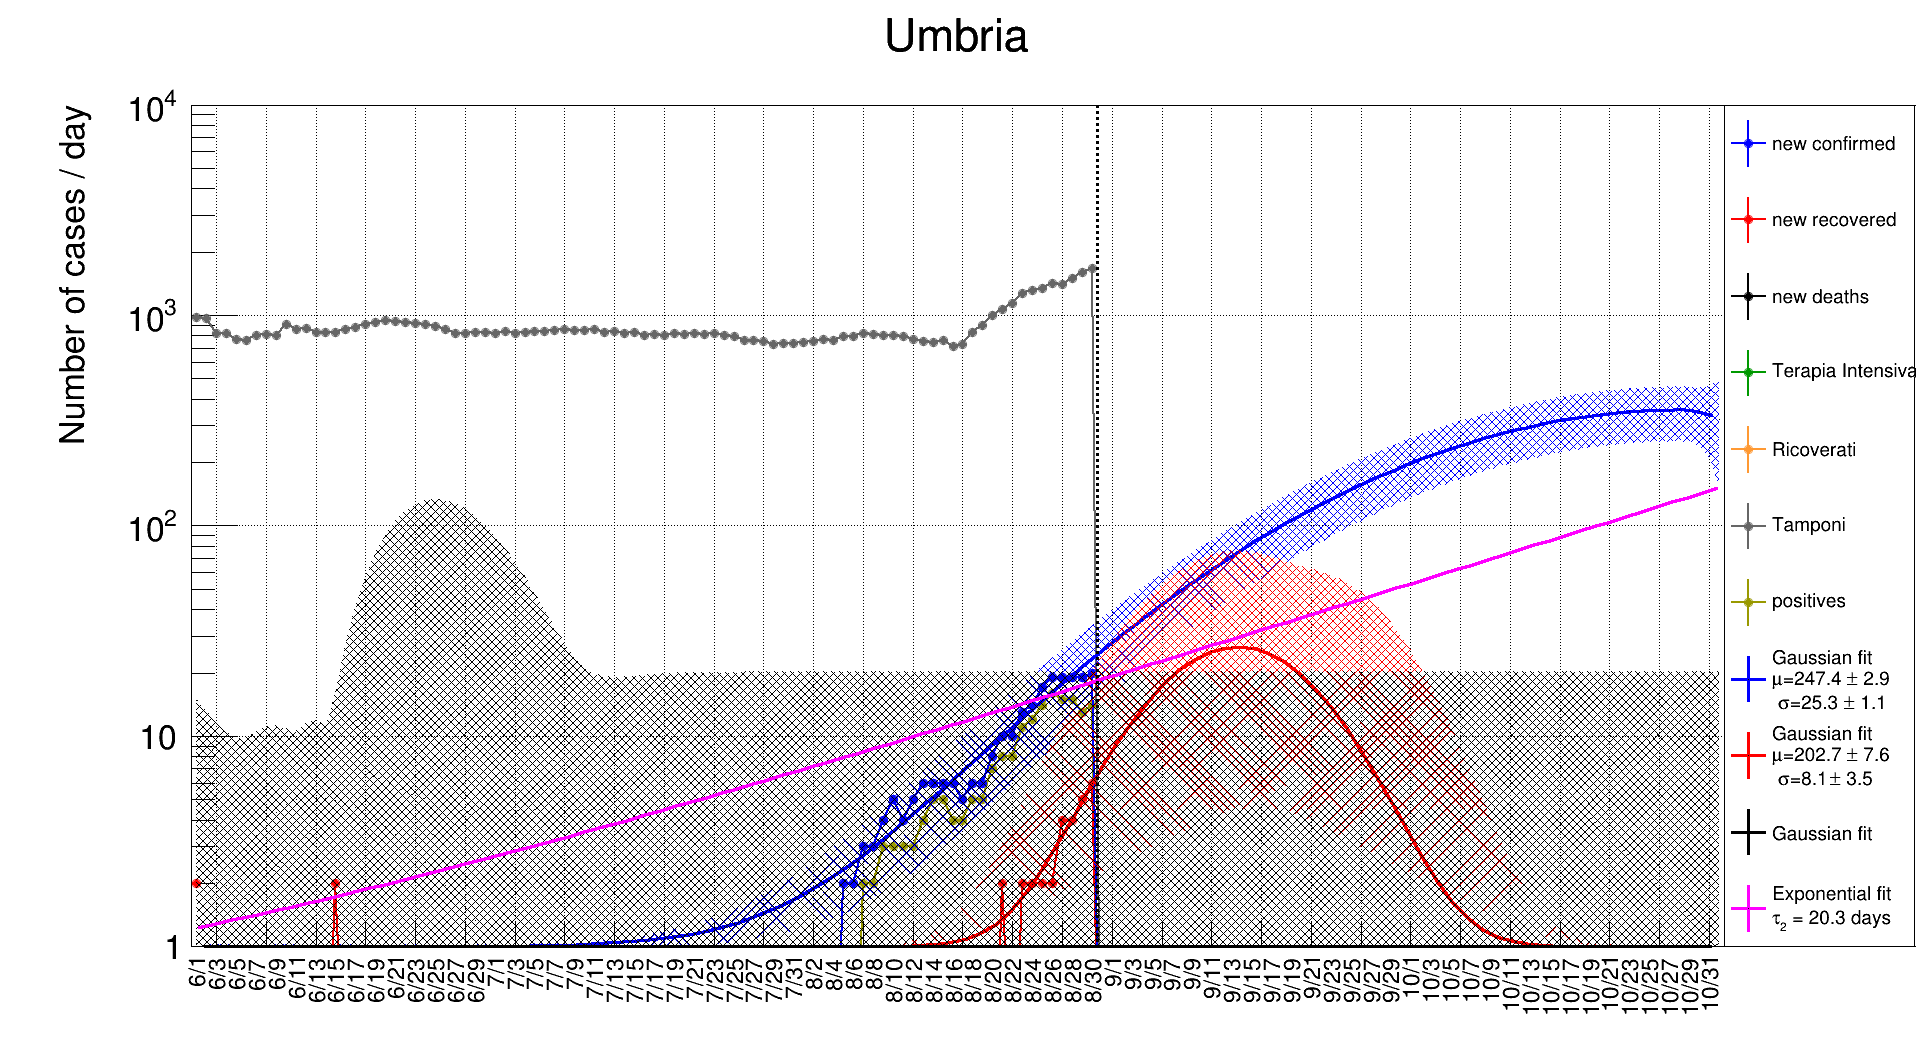 Umbria
Number of cases / day
10^4
10^3
10^2
10
1
6/1 6/3 6/5 6/7 6/9 6/11 6/13 6/15 6/17 6/19 6/21 6/23 6/25 6/27 6/29 7/1 7/3 7/5 7/7 7/9 7/11 7/13 7/15 7/17 7/19 7/21 7/23 7/25 7/27 7/29 7/31 8/2 8/4 8/6 8/8 8/10 8/12 8/14 8/16 8/18 8/20 8/22 8/24 8/26 8/28 8/30 9/1 9/3 9/5 9/7 9/9 9/11 9/13 9/15 9/17 9/19 9/21 9/23 9/25 9/27 9/29 10/1 10/3 10/5 10/7 10/9 10/11 10/13 10/15 10/17 10/19 10/21 10/23 10/25 10/27 10/29 10/31
new confirmed
new recovered
new deaths
Terapia Intensiva
Ricoverati
Tamponi
positives
Gaussian fit
μ=247.4 ± 2.9
σ=25.3 ± 1.1
Gaussian fit
μ=202.7 ± 7.6
σ=8.1 ± 3.5
Gaussian fit
Exponential fit
τ₂ = 20.3 days